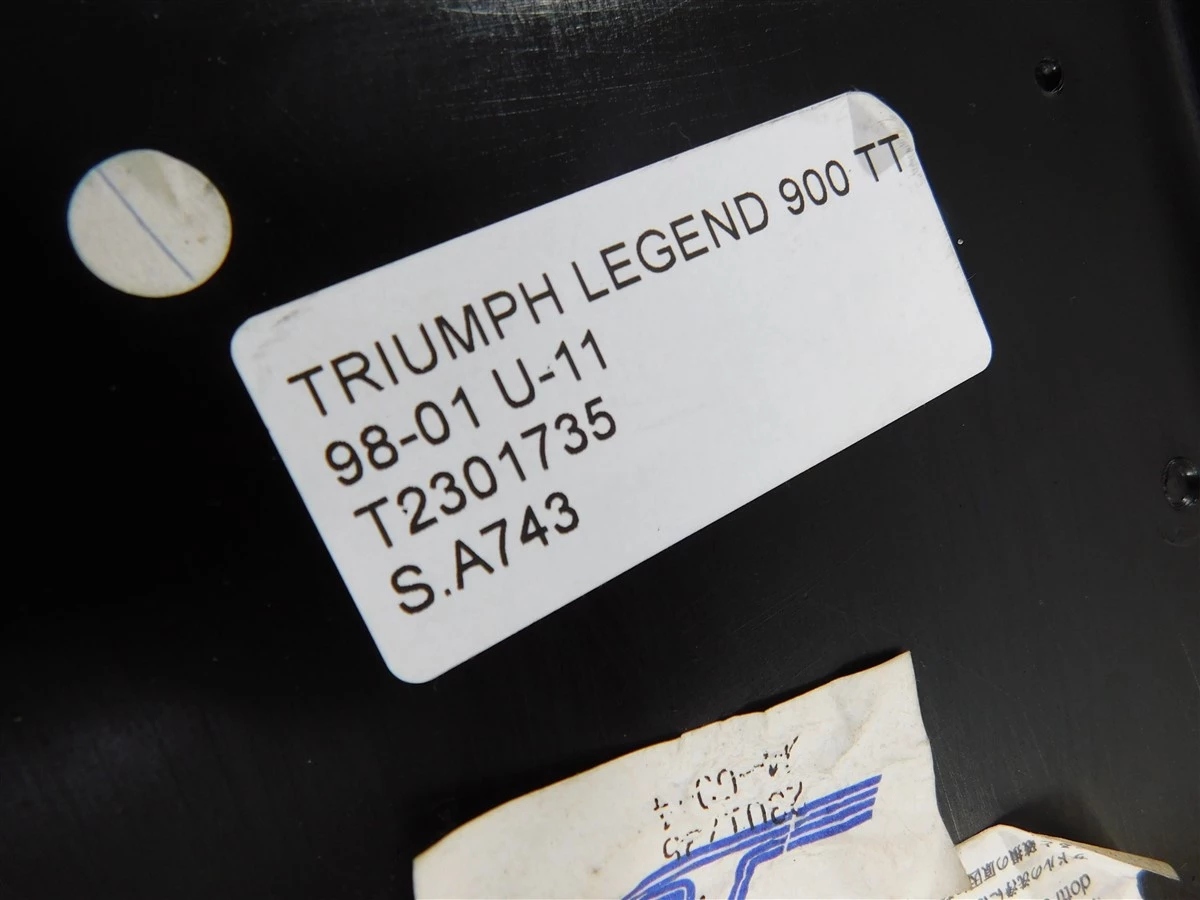 TRIUMPH LEGEND 900 TT
98-01 U-11
T2301735
S.A743